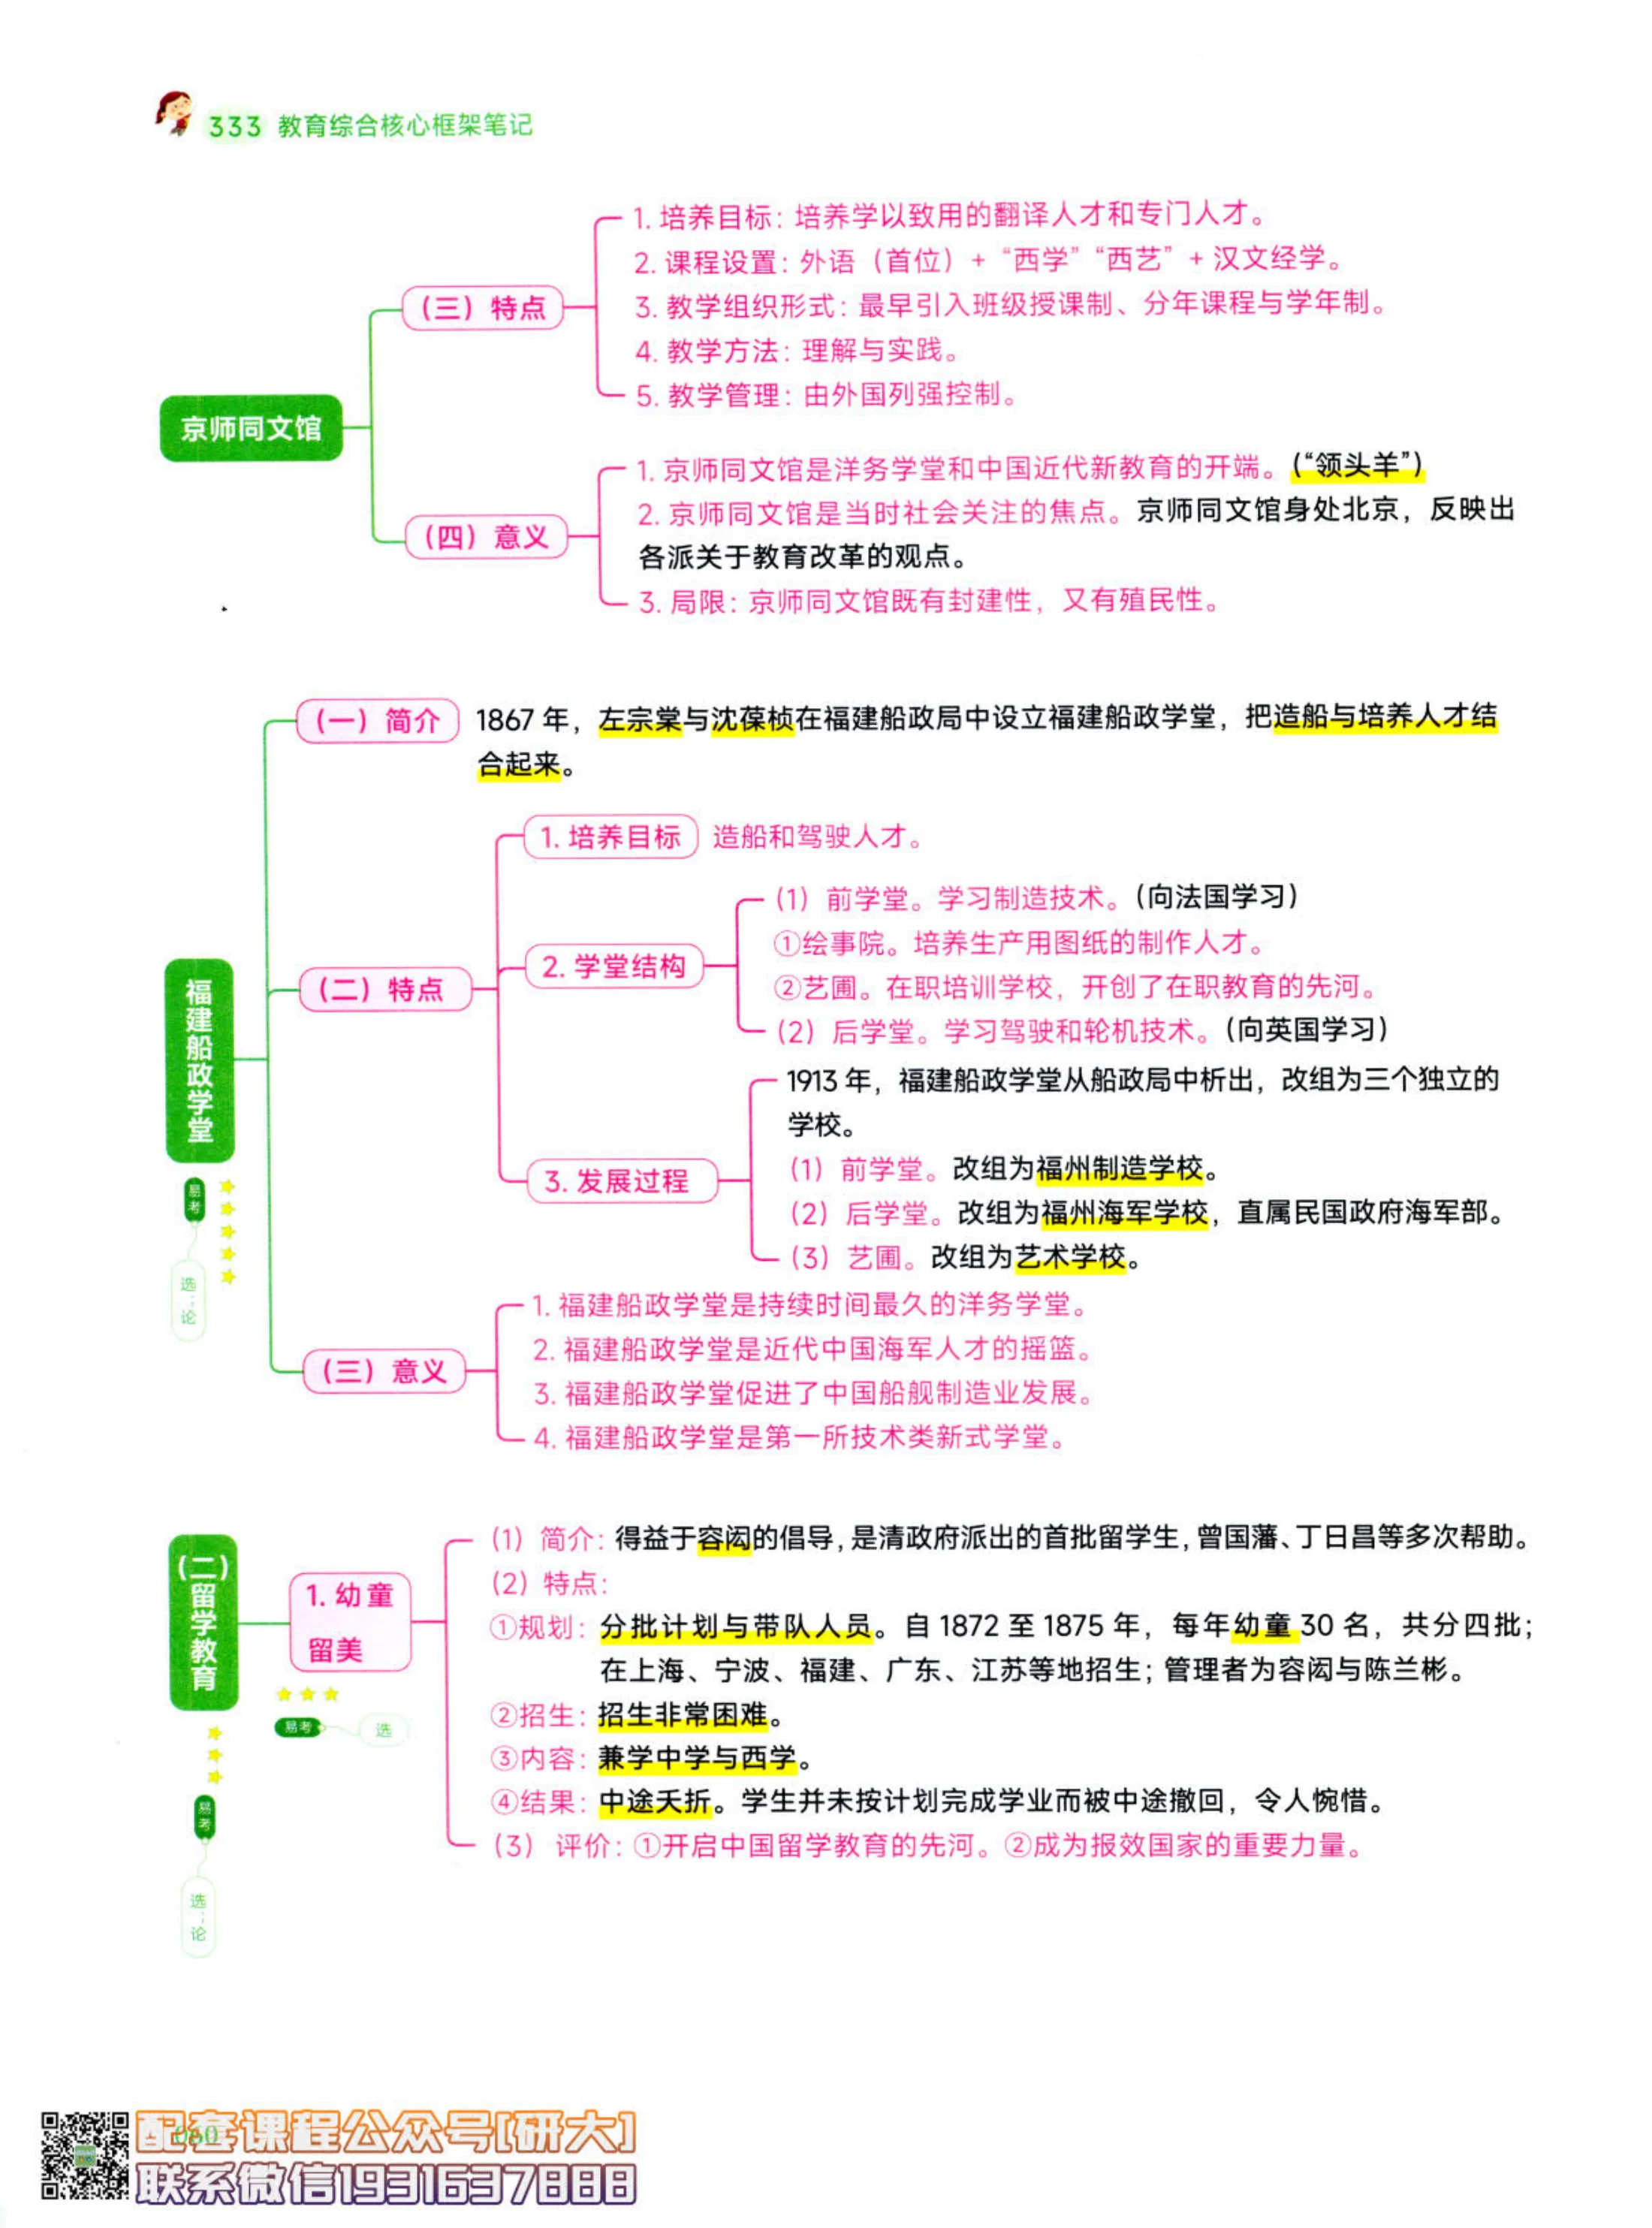 333 教育综合核心框架笔记
京师同文馆
（三）特点
1. 培养目标：培养学以致用的翻译人才和专门人才。
2. 课程设置：外语（首位）+ “西学”“西艺”+ 汉文经学。
3. 教学组织形式：最早引入班级授课制、分年课程与学年制。
4. 教学方法：理解与实践。
5. 教学管理：由外国列强控制。
（四）意义
1. 京师同文馆是洋务学堂和中国近代新教育的开端。（“领头羊”）
2. 京师同文馆是当时社会关注的焦点。京师同文馆身处北京，反映出
各派关于教育改革的观点。
3. 局限：京师同文馆既有封建性，又有殖民性。
福建船政学堂
易考
选；论
（一）简介
1867 年，左宗棠与沈葆桢在福建船政局中设立福建船政学堂，把造船与培养人才结
合起来。
（二）特点
1. 培养目标
造船和驾驶人才。
2. 学堂结构
（1）前学堂。学习制造技术。（向法国学习）
①绘事院。培养生产用图纸的制作人才。
②艺圃。在职培训学校，开创了在职教育的先河。
（2）后学堂。学习驾驶和轮机技术。（向英国学习）
3. 发展过程
1913 年，福建船政学堂从船政局中析出，改组为三个独立的
学校。
（1）前学堂。改组为福州制造学校。
（2）后学堂。改组为福州海军学校，直属民国政府海军部。
（3）艺圃。改组为艺术学校。
（三）意义
1. 福建船政学堂是持续时间最久的洋务学堂。
2. 福建船政学堂是近代中国海军人才的摇篮。
3. 福建船政学堂促进了中国船舰制造业发展。
4. 福建船政学堂是第一所技术类新式学堂。
（二）留学教育
易考
选；论
1. 幼童
留美
易考
选
（1）简介：得益于容闳的倡导，是清政府派出的首批留学生，曾国藩、丁日昌等多次帮助。
（2）特点：
①规划：分批计划与带队人员。自 1872 至 1875 年，每年幼童 30 名，共分四批；
在上海、宁波、福建、广东、江苏等地招生；管理者为容闳与陈兰彬。
②招生：招生非常困难。
③内容：兼学中学与西学。
④结果：中途夭折。学生并未按计划完成学业而被中途撤回，令人惋惜。
（3）评价：①开启中国留学教育的先河。②成为报效国家的重要力量。
060
配套课程公众号[研大]
联系微信1931637888